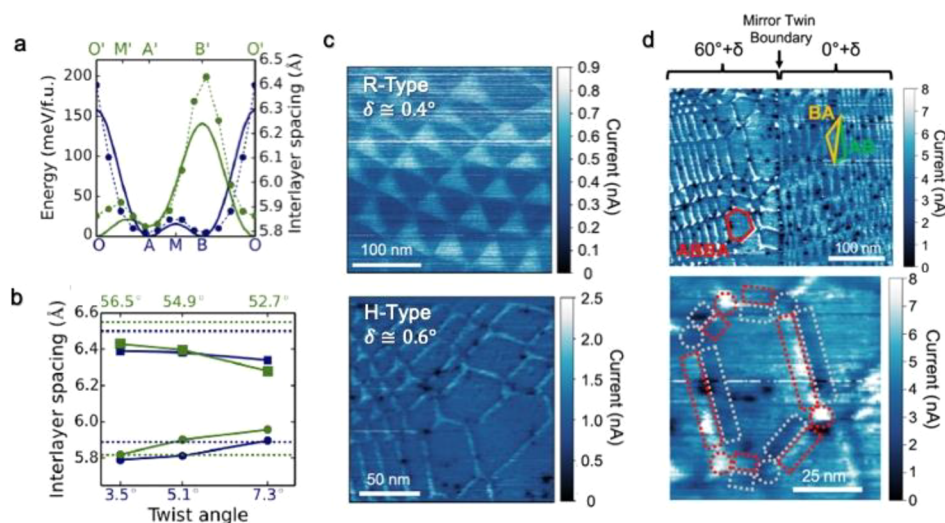 a
O' M' A' B' O'
Energy (meV/f.u.)
200
150
100
50
0
6.5
6.4
6.3
6.2
6.1
6.0
5.9
5.8
Interlayer spacing (Å)
O A M B O
b
56.5° 54.9° 52.7°
Interlayer spacing (Å)
6.6
6.4
6.2
5.8
3.5° 5.1° 7.3°
Twist angle
c
R-Type
δ ≅ 0.4°
100 nm
0.9
0.8
0.7
0.6
0.5
0.4
0.3
0.2
0.1
0
Current (nA)
H-Type
δ ≅ 0.6°
50 nm
2.5
2.0
1.5
1.0
0.5
0
Current (nA)
d
Mirror Twin
Boundary
60°+δ 0°+δ
BA
AB
ABBA
100 nm
8
7
6
5
4
3
2
1
0
Current (nA)
25 nm
8
7
6
5
4
3
2
1
0
Current (nA)